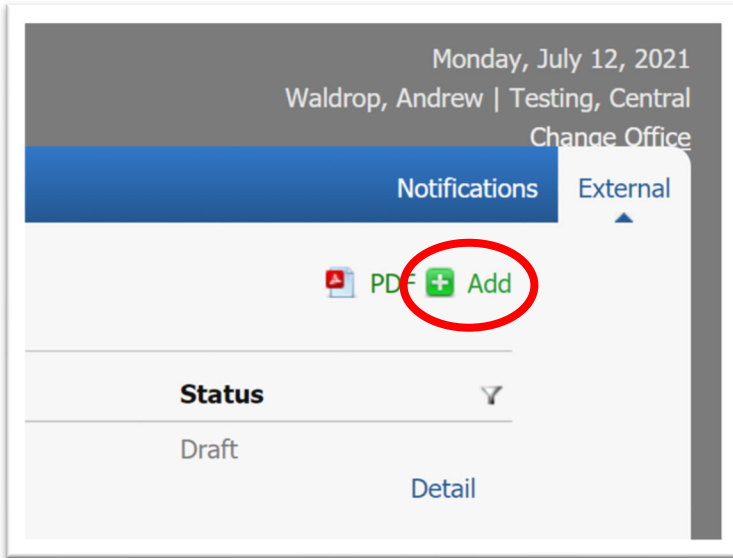 Monday, July 12, 2021
Waldrop, Andrew | Testing, Central
Change Office
Notifications External
PDF Add
Status
Draft
Detail